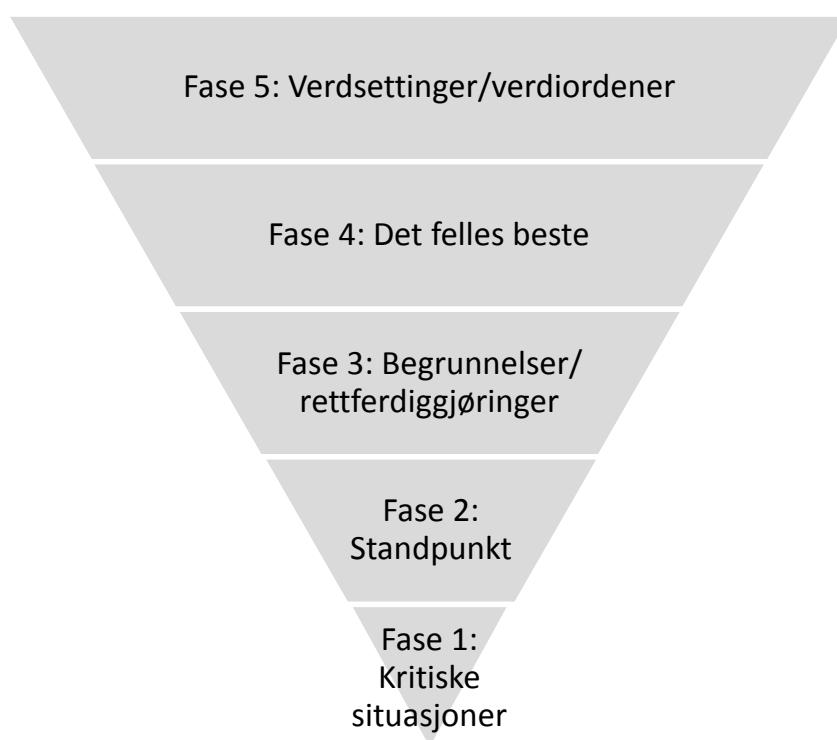 Fase 5: Verdsettinger/verdiordener
Fase 4: Det felles beste
Fase 3: Begrunnelser/
rettferdiggjøringer
Fase 2:
Standpunkt
Fase 1:
Kritiske
situasjoner